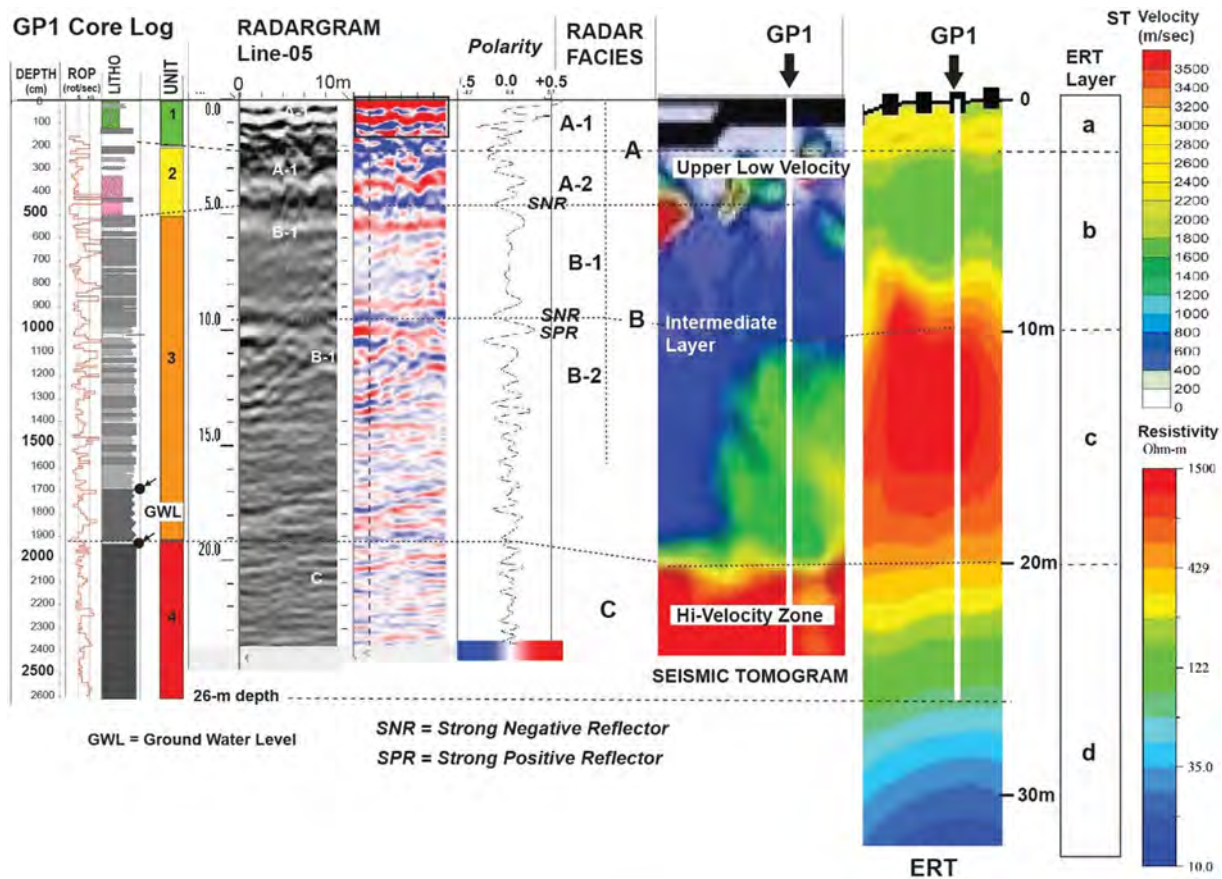 GP1 Core Log
DEPTH
(cm)
ROP
(rot/sec)
LITHO
UNIT
0
100
200
300
400
500
600
700
800
900
1000
1100
1200
1300
1400
1500
1600
1700
1800
1900
2000
2100
2200
2300
2400
2500
2600
1
2
3
4
GWL
GWL = Ground Water Level
RADARGRAM
Line-05
...
0
10m
0.0
5.0
10.0
15.0
20.0
A-1
B-1
B-1
C
26-m depth
Polarity
.5
0.0
+0.5
SNR
SNR
SPR
SNR = Strong Negative Reflector
SPR = Strong Positive Reflector
RADAR
FACIES
A-1
A
A-2
B-1
B
B-2
C
GP1
Upper Low Velocity
Intermediate
Layer
Hi-Velocity Zone
SEISMIC TOMOGRAM
GP1
0
10m
20m
30m
ERT
ERT
Layer
a
b
c
d
ST Velocity
(m/sec)
3500
3400
3200
3000
2800
2600
2400
2200
2000
1800
1600
1400
1200
1000
800
600
400
200
0
Resistivity
Ohm-m
1500
429
122
35.0
10.0